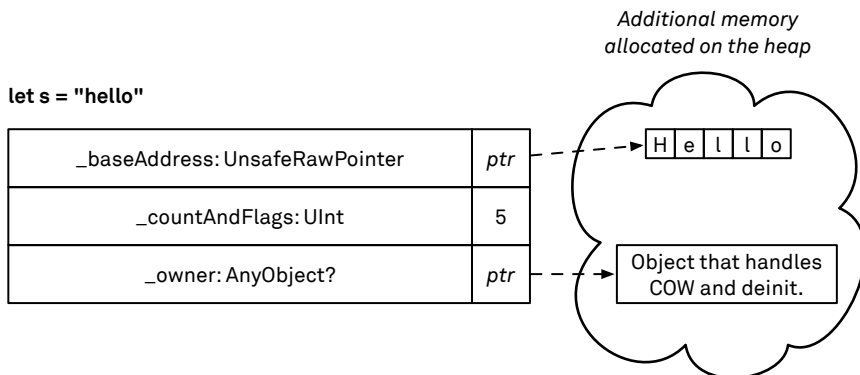 Additional memory
allocated on the heap
let s = "hello"
_baseAddress: UnsafeRawPointer ptr
H e l l o
_countAndFlags: UInt 5
_owner: AnyObject? ptr
Object that handles
COW and deinit.